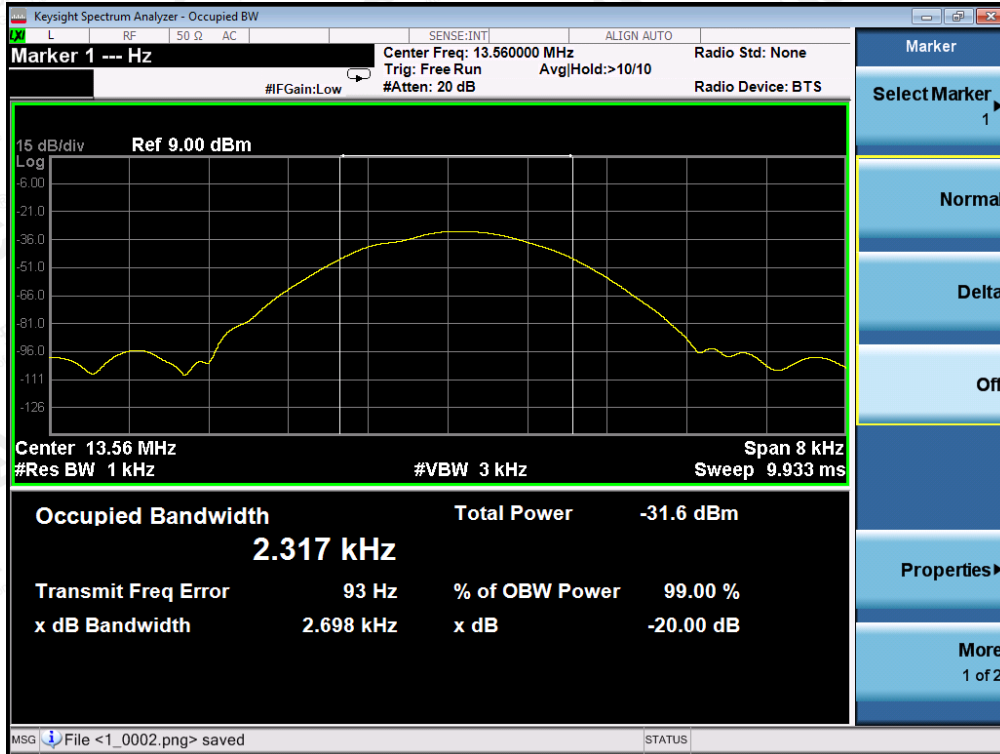 Keysight Spectrum Analyzer - Occupied BW
LXI L RF 50 Ω AC SENSE:INT ALIGN AUTO
Marker 1 --- Hz
Center Freq: 13.560000 MHz Radio Std: None
Trig: Free Run Avg|Hold:>10/10
#IFGain:Low #Atten: 20 dB Radio Device: BTS
15 dB/div Ref 9.00 dBm
Log
-6.00
-21.0
-36.0
-51.0
-66.0
-81.0
-96.0
-111
-126
Center 13.56 MHz Span 8 kHz
#Res BW 1 kHz #VBW 3 kHz Sweep 9.933 ms
Occupied Bandwidth Total Power -31.6 dBm
2.317 kHz
Transmit Freq Error 93 Hz % of OBW Power 99.00 %
x dB Bandwidth 2.698 kHz x dB -20.00 dB
MSG File <1_0002.png> saved STATUS
Marker
Select Marker
1
Normal
Delta
Off
Properties
More
1 of 2